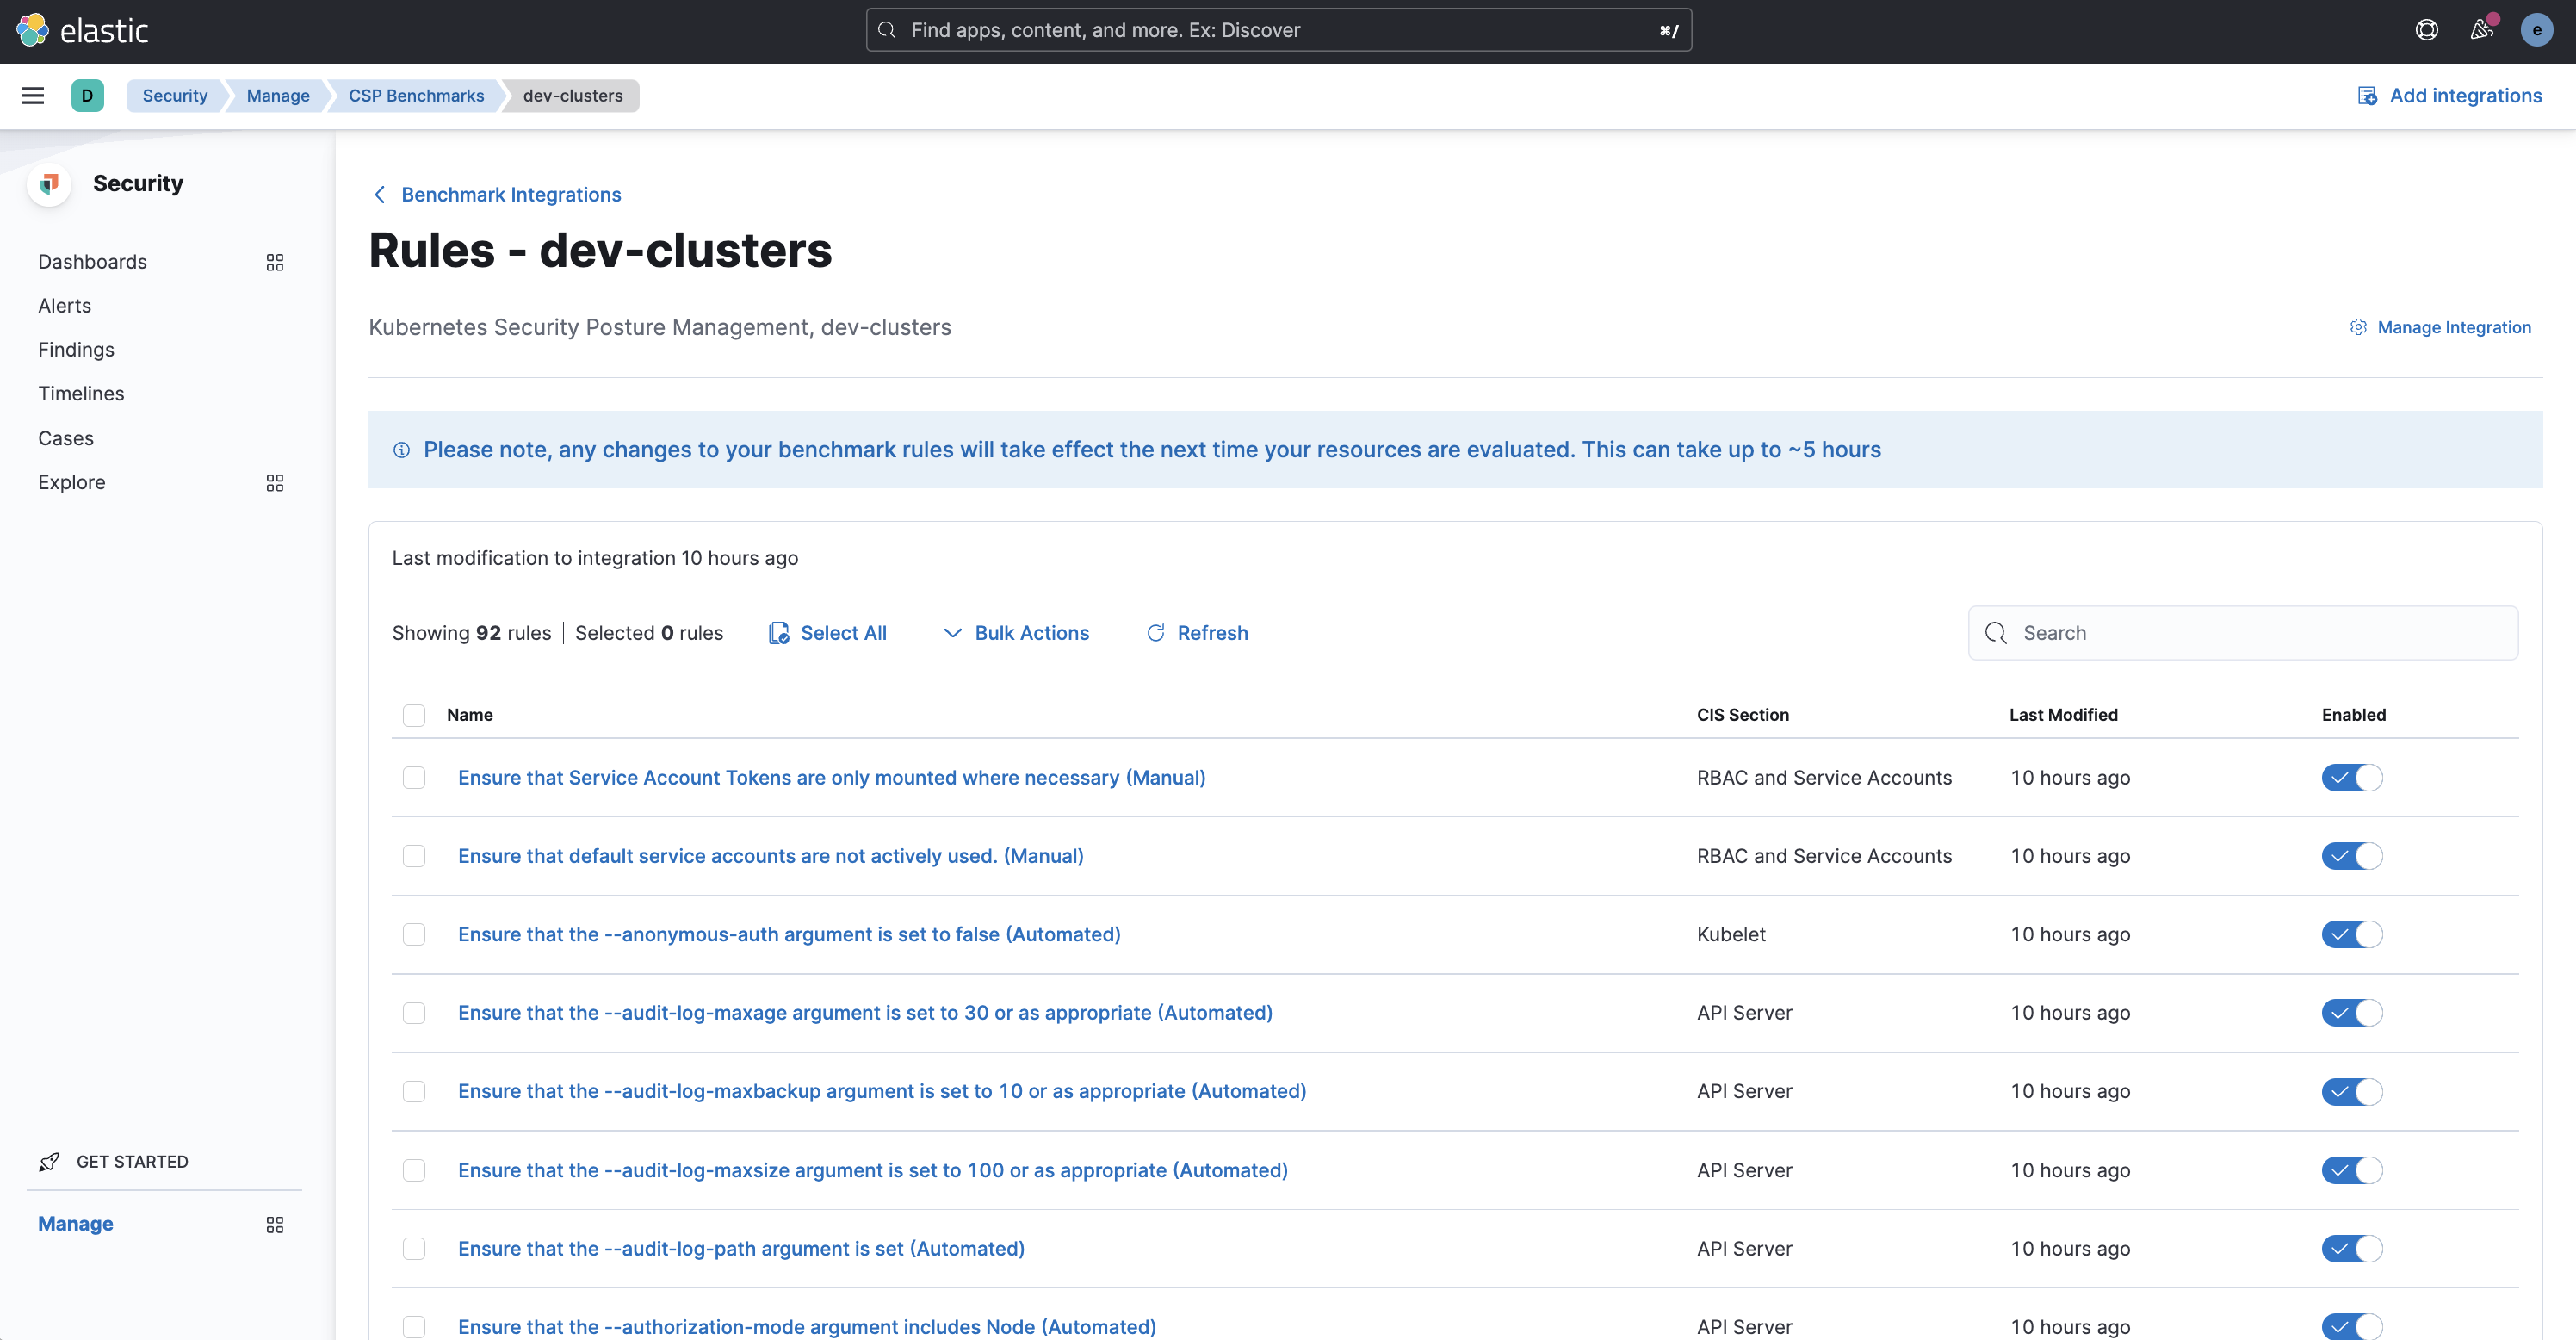 elastic
Find apps, content, and more. Ex: Discover
⌘/
e
D
Security
Manage
CSP Benchmarks
dev-clusters
Add integrations
Security
Dashboards
Alerts
Findings
Timelines
Cases
Explore
GET STARTED
Manage
Benchmark Integrations
Rules - dev-clusters
Kubernetes Security Posture Management, dev-clusters
Manage Integration
Please note, any changes to your benchmark rules will take effect the next time your resources are evaluated. This can take up to ~5 hours
Last modification to integration 10 hours ago
Showing 92 rules | Selected 0 rules Select All Bulk Actions Refresh
Search
Name CIS Section Last Modified Enabled
Ensure that Service Account Tokens are only mounted where necessary (Manual) RBAC and Service Accounts 10 hours ago
Ensure that default service accounts are not actively used. (Manual) RBAC and Service Accounts 10 hours ago
Ensure that the --anonymous-auth argument is set to false (Automated) Kubelet 10 hours ago
Ensure that the --audit-log-maxage argument is set to 30 or as appropriate (Automated) API Server 10 hours ago
Ensure that the --audit-log-maxbackup argument is set to 10 or as appropriate (Automated) API Server 10 hours ago
Ensure that the --audit-log-maxsize argument is set to 100 or as appropriate (Automated) API Server 10 hours ago
Ensure that the --audit-log-path argument is set (Automated) API Server 10 hours ago
Ensure that the --authorization-mode argument includes Node (Automated) API Server 10 hours ago